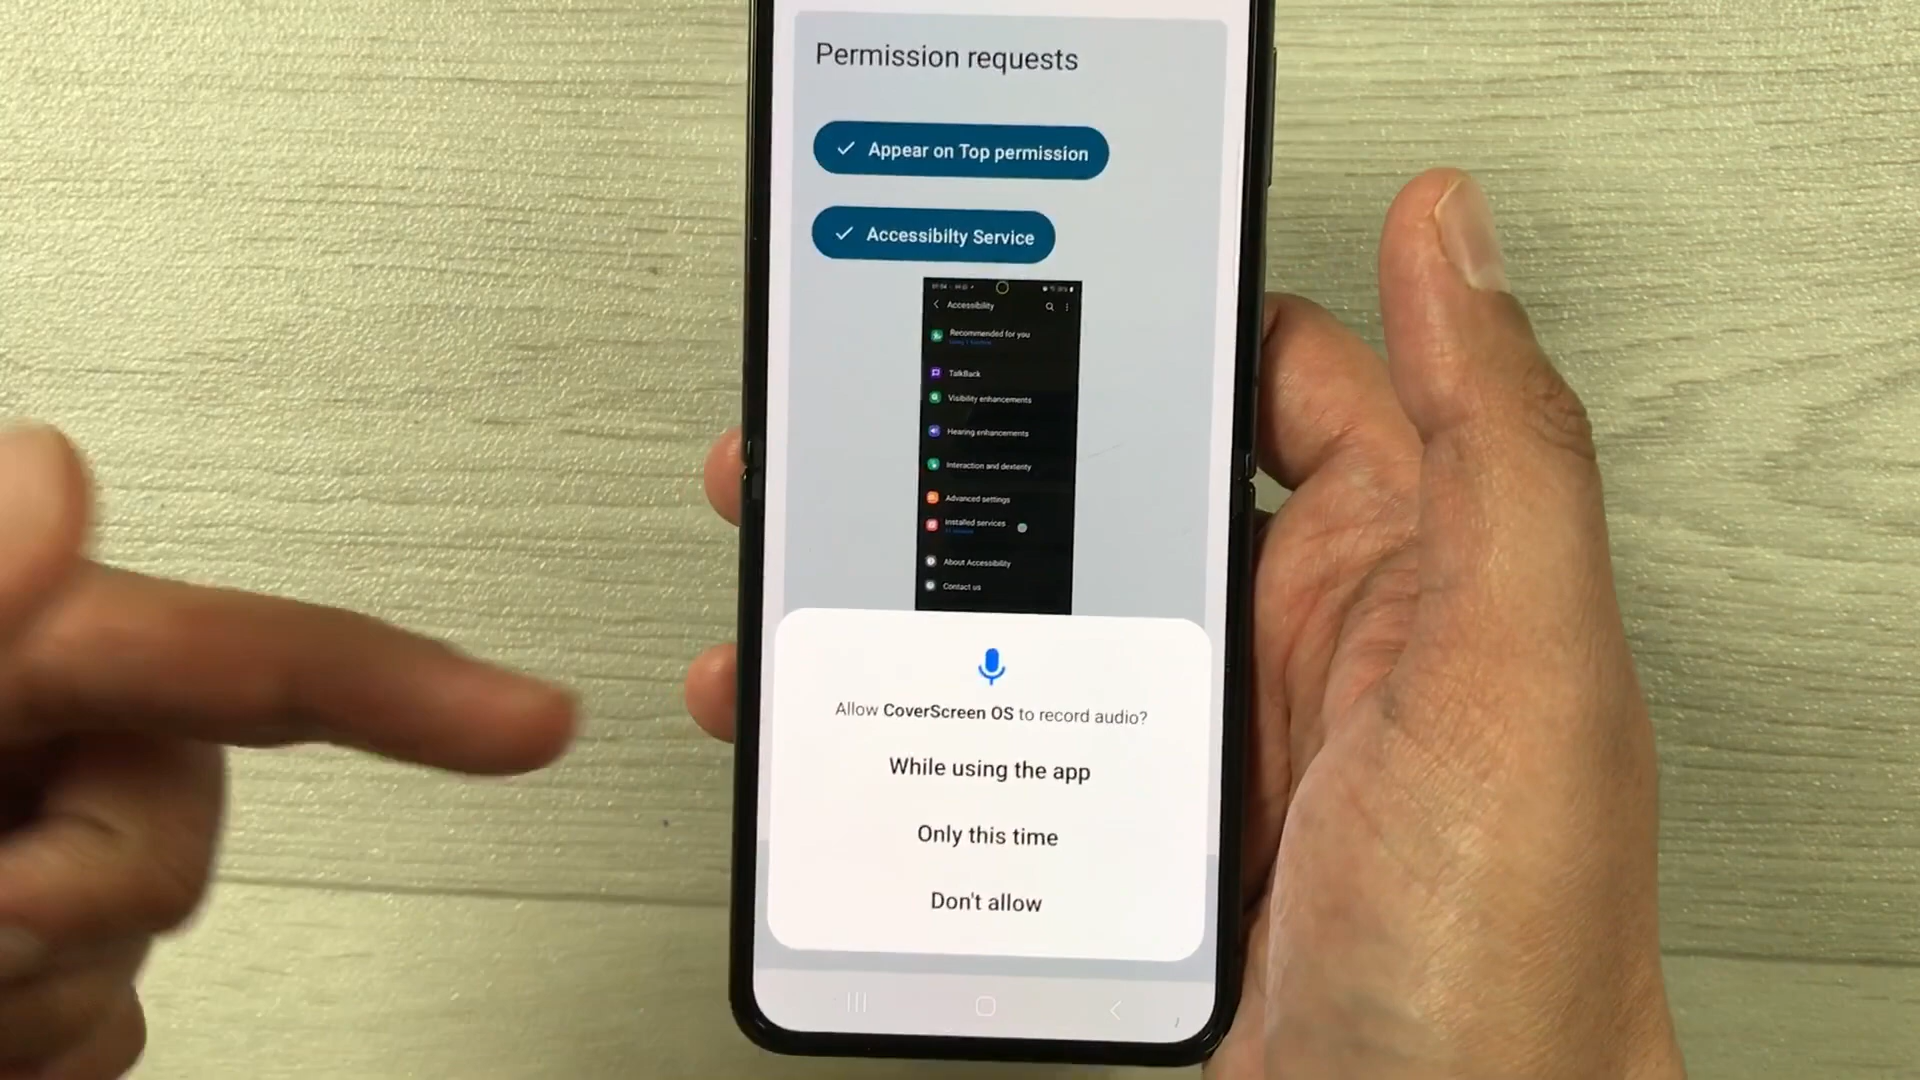 Permission requests
Appear on Top permission
Accessibilty Service
Accessibility
Recommended for you
TalkBack
Visibility enhancements
Hearing enhancements
Interaction and dexterity
Advanced settings
Installed services
About Accessibility
Contact us
Allow CoverScreen OS to record audio?
While using the app
Only this time
Don't allow